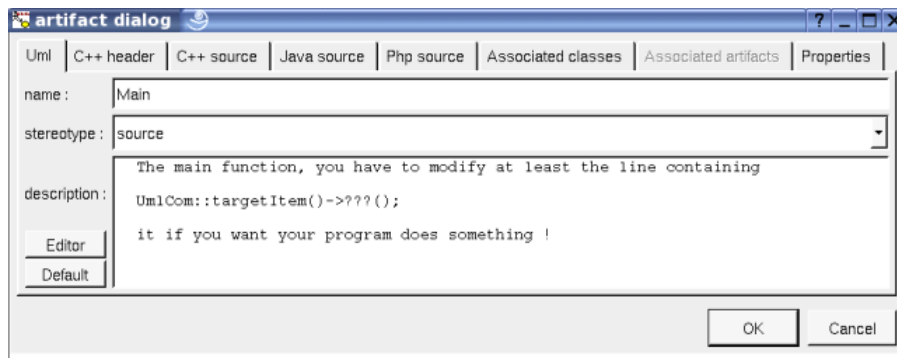 artifact dialog
Uml C++ header C++ source Java source Php source Associated classes Associated artifacts Properties
name : Main
stereotype : source
The main function, you have to modify at least the line containing
description :
UmlCom::targetItem()->???();
it if you want your program does something !
Editor
Default
OK Cancel